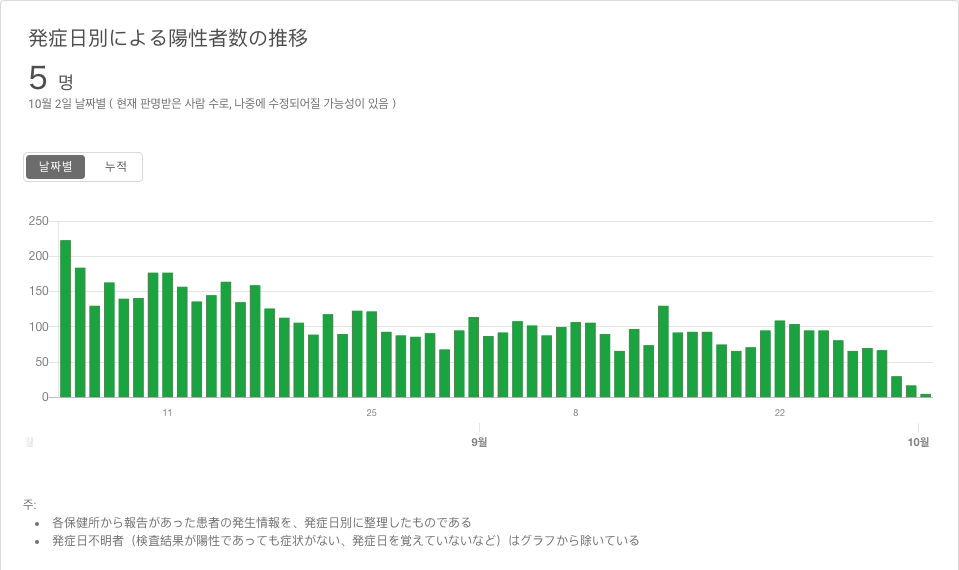 発症日別による陽性者数の推移
5 명
10월 2일 날짜별 ( 현재 판명받은 사람 수로, 나중에 수정되어질 가능성이 있음 )
날짜별 누적
250
200
150
100
50
0
11 25 8 22
월 9월 10월
주:
• 各保健所から報告があった患者の発生情報を、発症日別に整理したものである
• 発症日不明者（検査結果が陽性であっても症状がない、発症日を覚えていないなど）はグラフから除いている